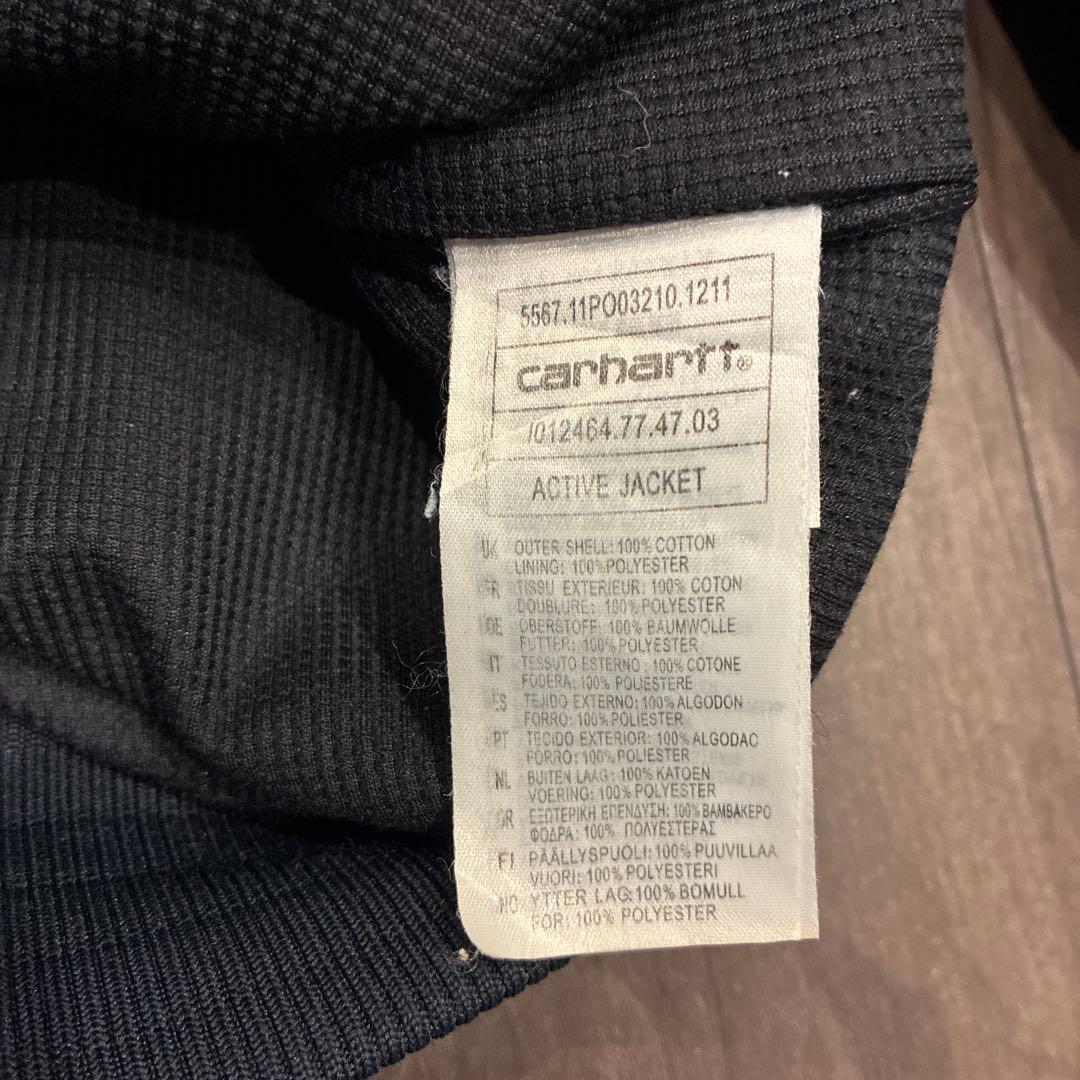 5567.11PO03210.1211
carhartt®
/012464.77.47.03
ACTIVE JACKET
UK OUTER SHELL: 100% COTTON
LINING: 100% POLYESTER
FR TISSU EXTERIEUR: 100% COTON
DOUBLURE: 100% POLYESTER
DE OBERSTOFF: 100% BAUMWOLLE
FUTTER: 100% POLYESTER
IT TESSUTO ESTERNO: 100% COTONE
FODERA: 100% POLIESTERE
ES TEJIDO EXTERNO: 100% ALGODON
FORRO: 100% POLIESTER
PT TECIDO EXTERIOR: 100% ALGODAC
FORRO: 100% POLIESTER
NL BUITEN LAAG: 100% KATOEN
VOERING: 100% POLYESTER
GR ΕΞΩΤΕΡΙΚΗ ΕΠΕΝΔΥΣΗ: 100% ΒΑΜΒΑΚΕΡΟ
ΦΟΔΡΑ: 100% ΠΟΛΥΕΣΤΕΡΑΣ
FI PÄÄLLYSPUOLI: 100% PUUVILLAA
VUORI: 100% POLYESTERI
NO YTTER LAG: 100% BOMULL
FOR: 100% POLYESTER